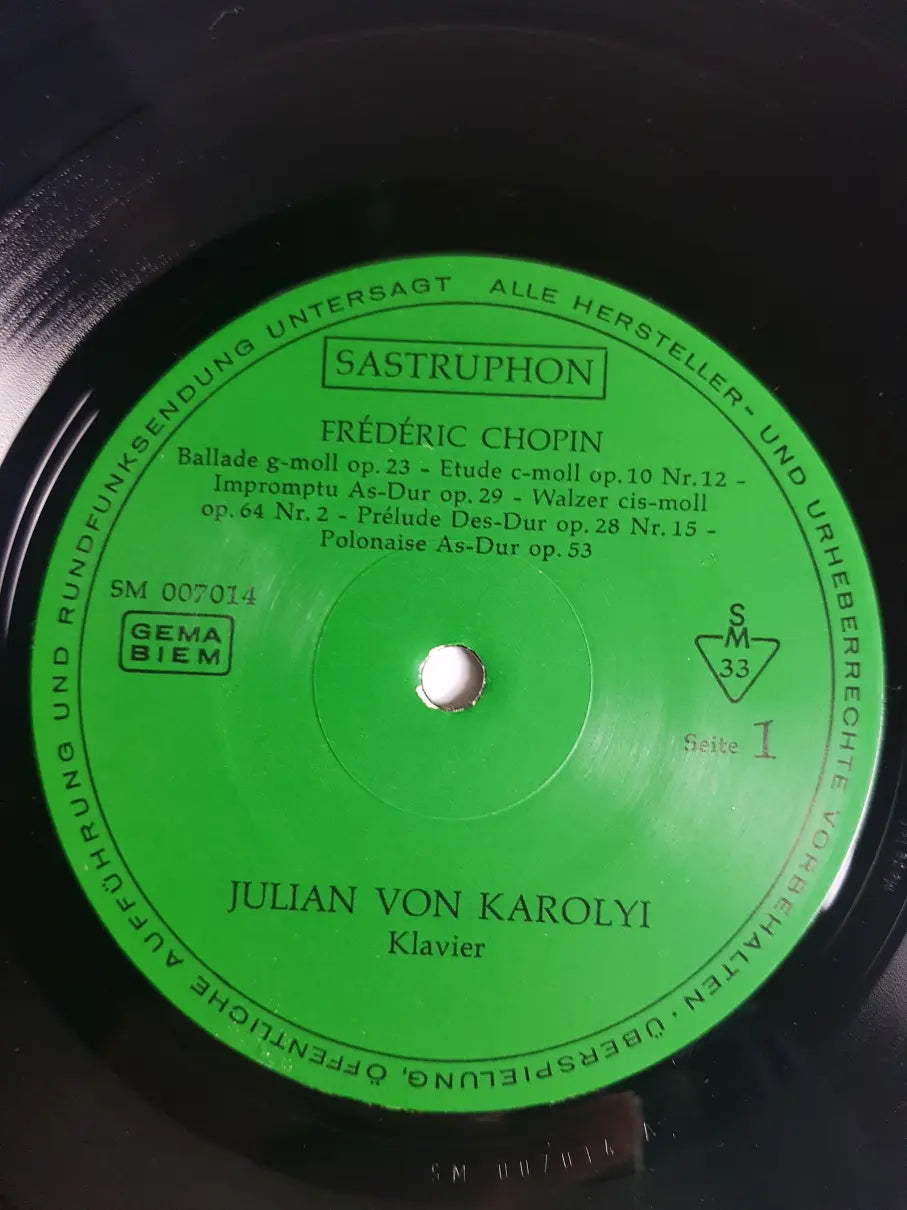 SASTRUPHON
FRÉDÉRIC CHOPIN
Ballade g-moll op. 23 – Etude c-moll op. 10 Nr. 12 –
Impromptu As-Dur op. 29 – Walzer cis-moll
op. 64 Nr. 2 – Prélude Des-Dur op. 28 Nr. 15 –
Polonaise As-Dur op. 53
SM 007014
GEMA
BIEM
S
M
33
Seite 1
JULIAN VON KAROLYI
Klavier
ALLE HERSTELLER- UND URHEBERRECHTE VORBEHALTEN · ÜBERSPIELUNG, ÖFFENTLICHE AUFFÜHRUNG UND RUNDFUNKSENDUNG UNTERSAGT
SM 007014 A